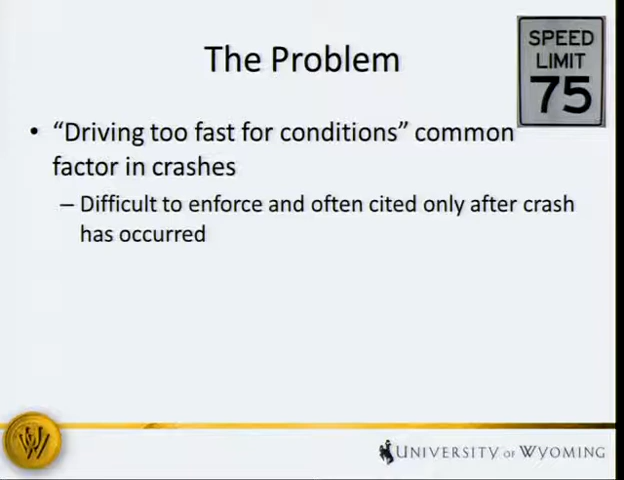 SPEED
LIMIT
75
The Problem
• “Driving too fast for conditions” common
factor in crashes
– Difficult to enforce and often cited only after crash
has occurred
UNIVERSITY OF WYOMING